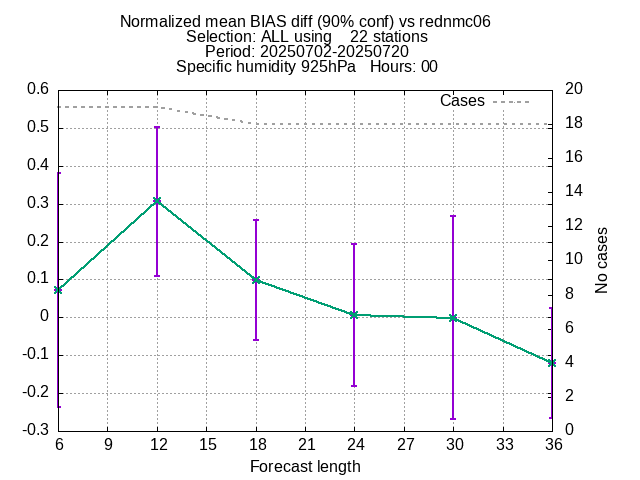 Normalized mean BIAS diff (90% conf) vs rednmc06
Selection: ALL using    22 stations
Period: 20250702-20250720
Specific humidity 925hPa   Hours: 00
Cases
0.6
0.5
0.4
0.3
0.2
0.1
0
-0.1
-0.2
-0.3
20
18
16
14
12
10
8
6
4
2
0
No cases
6 9 12 15 18 21 24 27 30 33 36
Forecast length